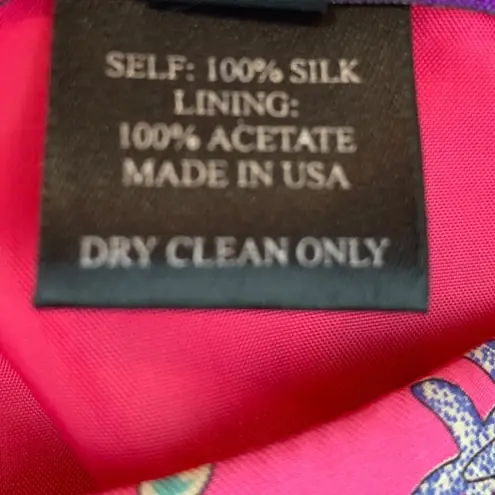 SELF: 100% SILK
LINING:
100% ACETATE
MADE IN USA
DRY CLEAN ONLY